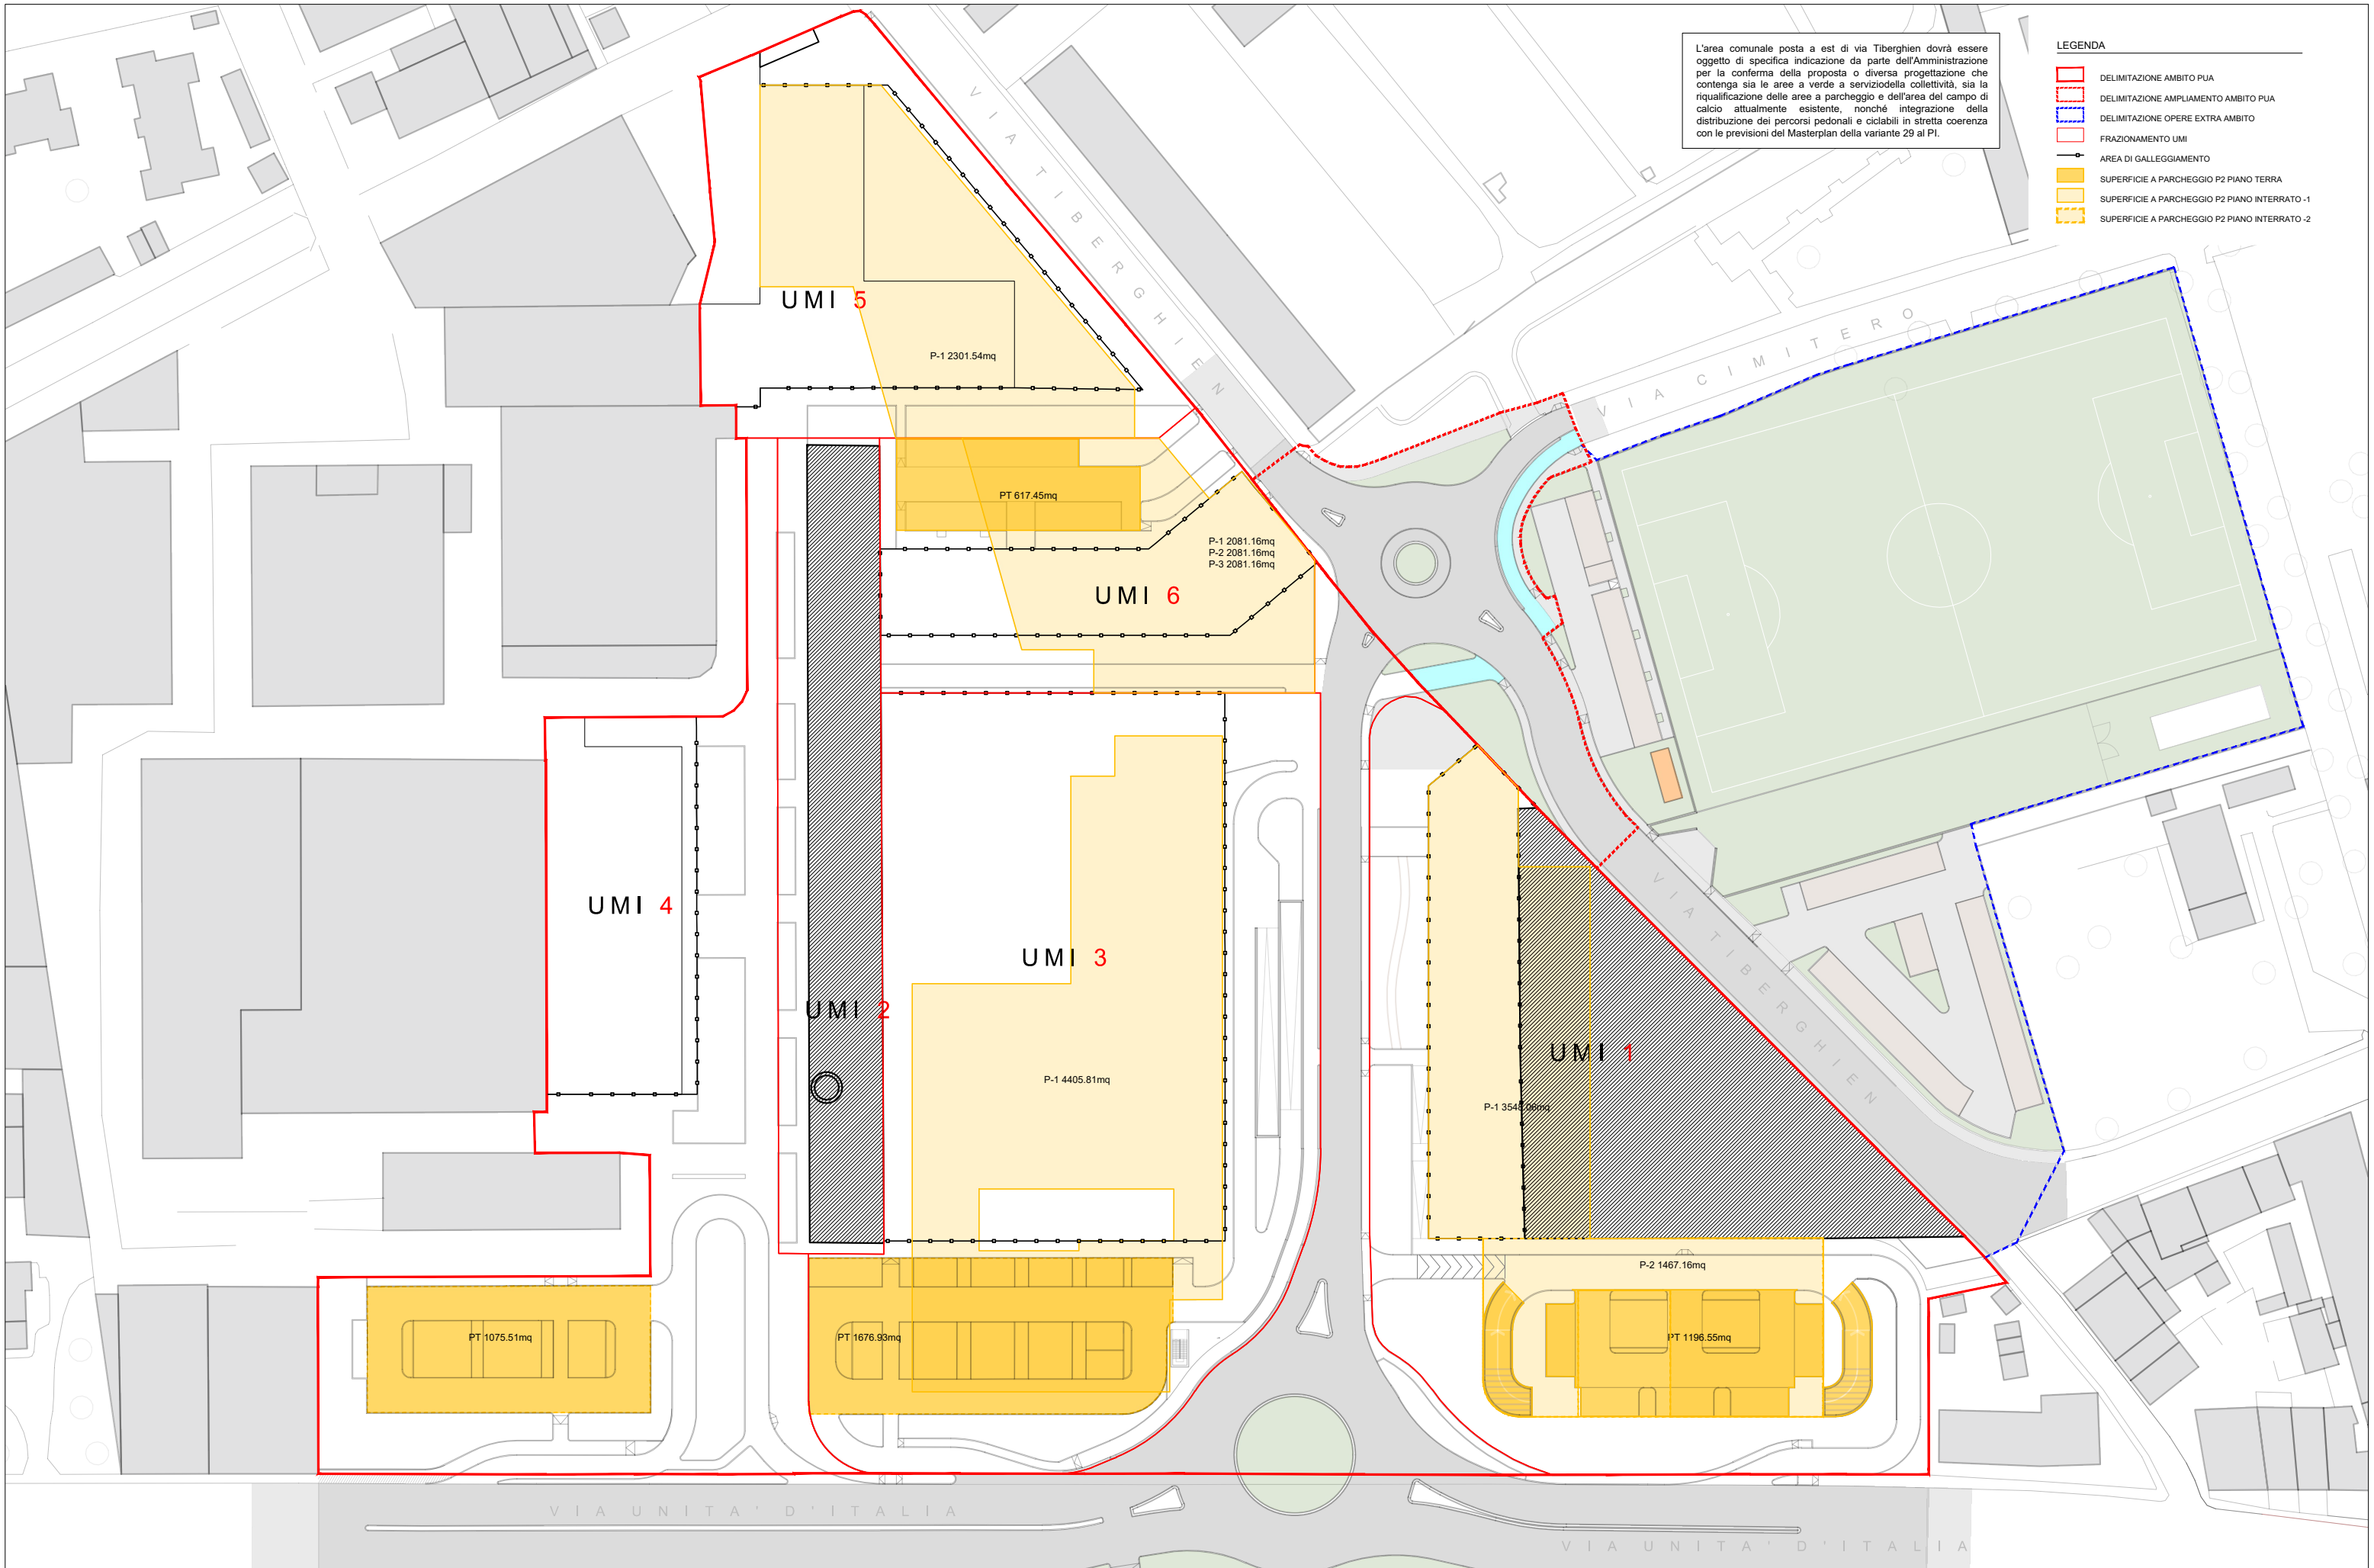 L'area comunale posta a est di via Tiberghien dovrà essere
oggetto di specifica indicazione da parte dell'Amministrazione
per la conferma della proposta o diversa progettazione che
contenga sia le aree a verde a serviziodella collettività, sia la
riqualificazione delle aree a parcheggio e dell'area del campo di
calcio attualmente esistente, nonché integrazione della
distribuzione dei percorsi pedonali e ciclabili in stretta coerenza
con le previsioni del Masterplan della variante 29 al PI.
LEGENDA
DELIMITAZIONE AMBITO PUA
DELIMITAZIONE AMPLIAMENTO AMBITO PUA
DELIMITAZIONE OPERE EXTRA AMBITO
FRAZIONAMENTO UMI
AREA DI GALLEGGIAMENTO
SUPERFICIE A PARCHEGGIO P2 PIANO TERRA
SUPERFICIE A PARCHEGGIO P2 PIANO INTERRATO -1
SUPERFICIE A PARCHEGGIO P2 PIANO INTERRATO -2
VIA TIBERGHIEN
UMI 5
P-1 2301.54mq
VIA CIMITERO
PT 617.45mq
P-1 2081.16mq
P-2 2081.16mq
P-3 2081.16mq
UMI 6
UMI 4
UMI 3
UMI 2
UMI 1
VIA TIBERGHIEN
P-1 4405.81mq
P-1 3548.06mq
P-2 1467.16mq
PT 1075.51mq
PT 1676.93mq
PT 1196.55mq
VIA UNITA' D'ITALIA
VIA UNITA' D'ITALIA